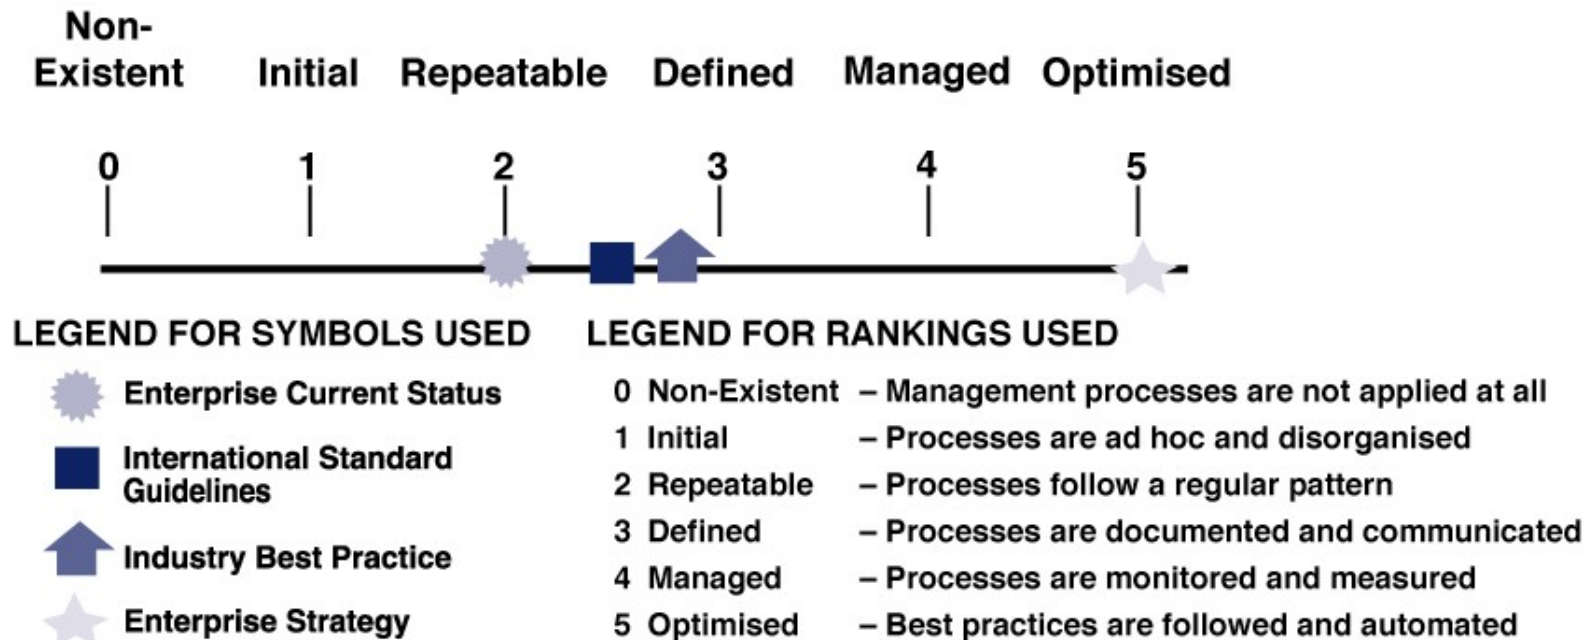 Non-
Existent Initial Repeatable Defined Managed Optimised
0 1 2 3 4 5
LEGEND FOR SYMBOLS USED
Enterprise Current Status
International Standard
Guidelines
Industry Best Practice
Enterprise Strategy
LEGEND FOR RANKINGS USED
0 Non-Existent – Management processes are not applied at all
1 Initial – Processes are ad hoc and disorganised
2 Repeatable – Processes follow a regular pattern
3 Defined – Processes are documented and communicated
4 Managed – Processes are monitored and measured
5 Optimised – Best practices are followed and automated